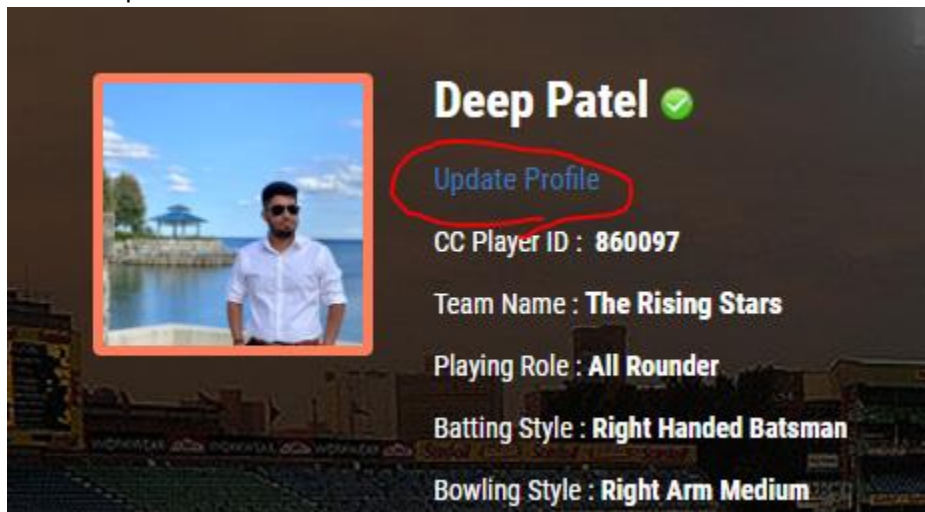 Deep Patel
Update Profile
CC Player ID : 860097
Team Name : The Rising Stars
Playing Role : All Rounder
Batting Style : Right Handed Batsman
Bowling Style : Right Arm Medium